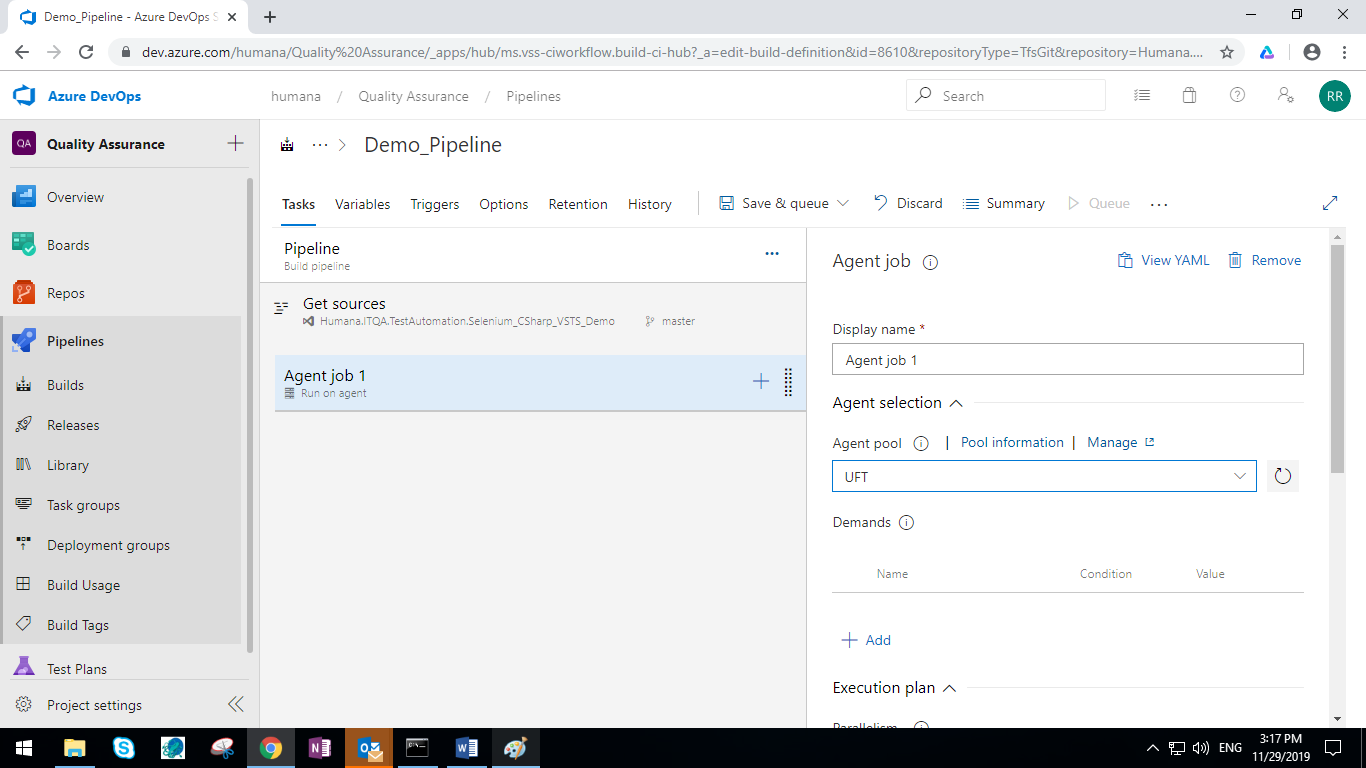 Demo_Pipeline - Azure DevOps S
dev.azure.com/humana/Quality%20Assurance/_apps/hub/ms.vss-ciworkflow.build-ci-hub?_a=edit-build-definition&id=8610&repositoryType=TfsGit&repository=Humana....
Azure DevOps
humana / Quality Assurance / Pipelines
Search
RR
QA Quality Assurance
Overview
Boards
Repos
Pipelines
Builds
Releases
Library
Task groups
Deployment groups
Build Usage
Build Tags
Test Plans
Project settings
... > Demo_Pipeline
Tasks Variables Triggers Options Retention History Save & queue Discard Summary Queue ...
Pipeline ...
Build pipeline
Get sources
Humana.ITQA.TestAutomation.Selenium_CSharp_VSTS_Demo master
Agent job 1
Run on agent
Agent job View YAML Remove
Display name *
Agent job 1
Agent selection
Agent pool | Pool information | Manage
UFT
Demands
Name Condition Value
Add
Execution plan
Parallelism
ENG
3:17 PM
11/29/2019